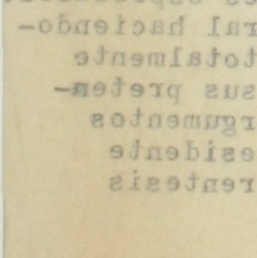 ral haciendo-
totalmente
sus preten-
rgumentos
esidente
rentesis